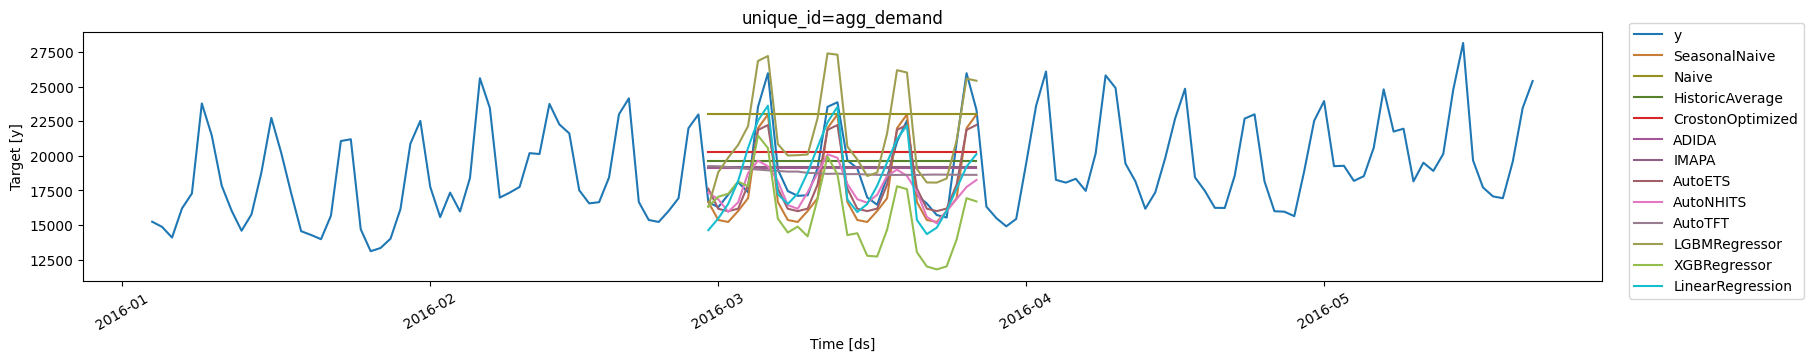 unique_id=agg_demand
27500
25000
22500
20000
17500
15000
12500
Target [y]
2016-01
2016-02
2016-03
2016-04
2016-05
Time [ds]
y
SeasonalNaive
Naive
HistoricAverage
CrostonOptimized
ADIDA
IMAPA
AutoETS
AutoNHITS
AutoTFT
LGBMRegressor
XGBRegressor
LinearRegression